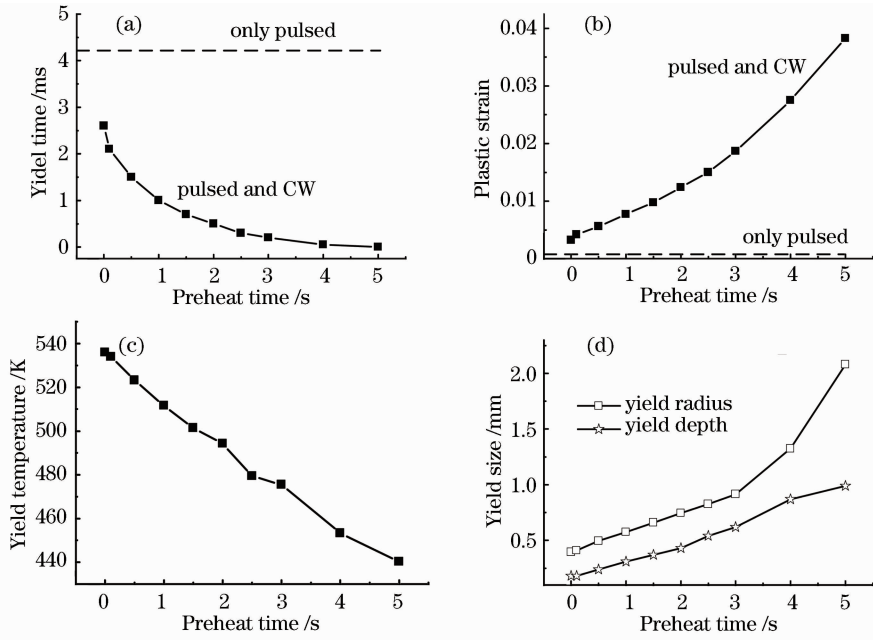 (a)
only pulsed
pulsed and CW
Yidel time /ms
5
4
3
2
1
0
0 1 2 3 4 5
Preheat time /s
(b)
pulsed and CW
only pulsed
Plastic strain
0.04
0.03
0.02
0.01
0
0 1 2 3 4 5
Preheat time /s
(c)
Yield temperature /K
540
520
500
480
460
440
0 1 2 3 4 5
Preheat time /s
(d)
yield radius
yield depth
Yield size /mm
2.0
1.5
1.0
0.5
0 1 2 3 4 5
Preheat time /s